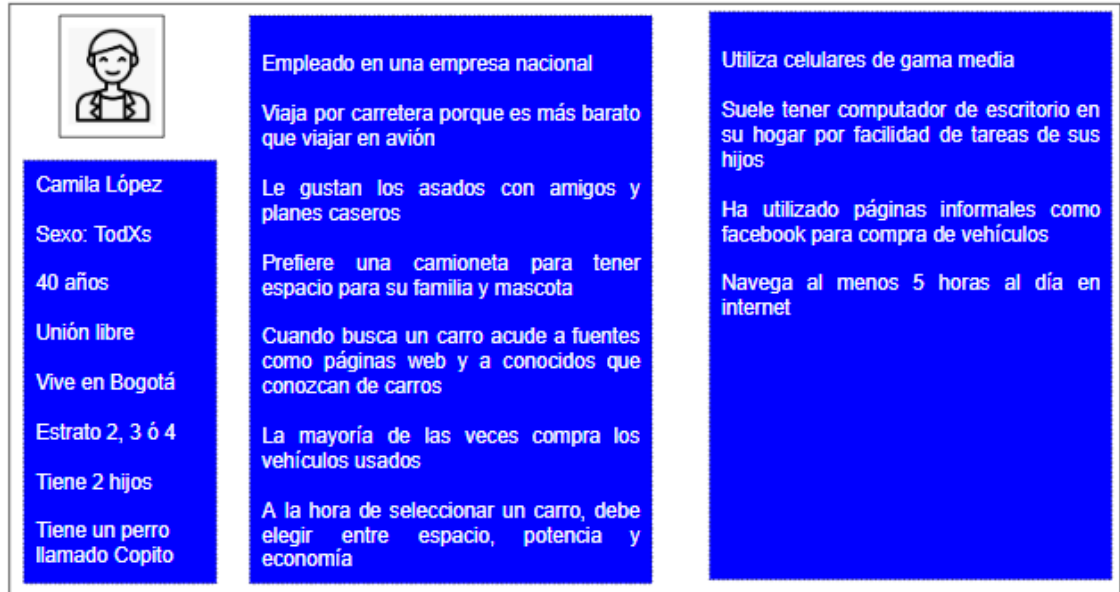 Camila López
Sexo: TodXs
40 años
Unión libre
Vive en Bogotá
Estrato 2, 3 ó 4
Tiene 2 hijos
Tiene un perro
llamado Copito
Empleado en una empresa nacional
Viaja por carretera porque es más barato
que viajar en avión
Le gustan los asados con amigos y
planes caseros
Prefiere una camioneta para tener
espacio para su familia y mascota
Cuando busca un carro acude a fuentes
como páginas web y a conocidos que
conozcan de carros
La mayoría de las veces compra los
vehículos usados
A la hora de seleccionar un carro, debe
elegir entre espacio, potencia y
economía
Utiliza celulares de gama media
Suele tener computador de escritorio en
su hogar por facilidad de tareas de sus
hijos
Ha utilizado páginas informales como
facebook para compra de vehículos
Navega al menos 5 horas al día en
internet